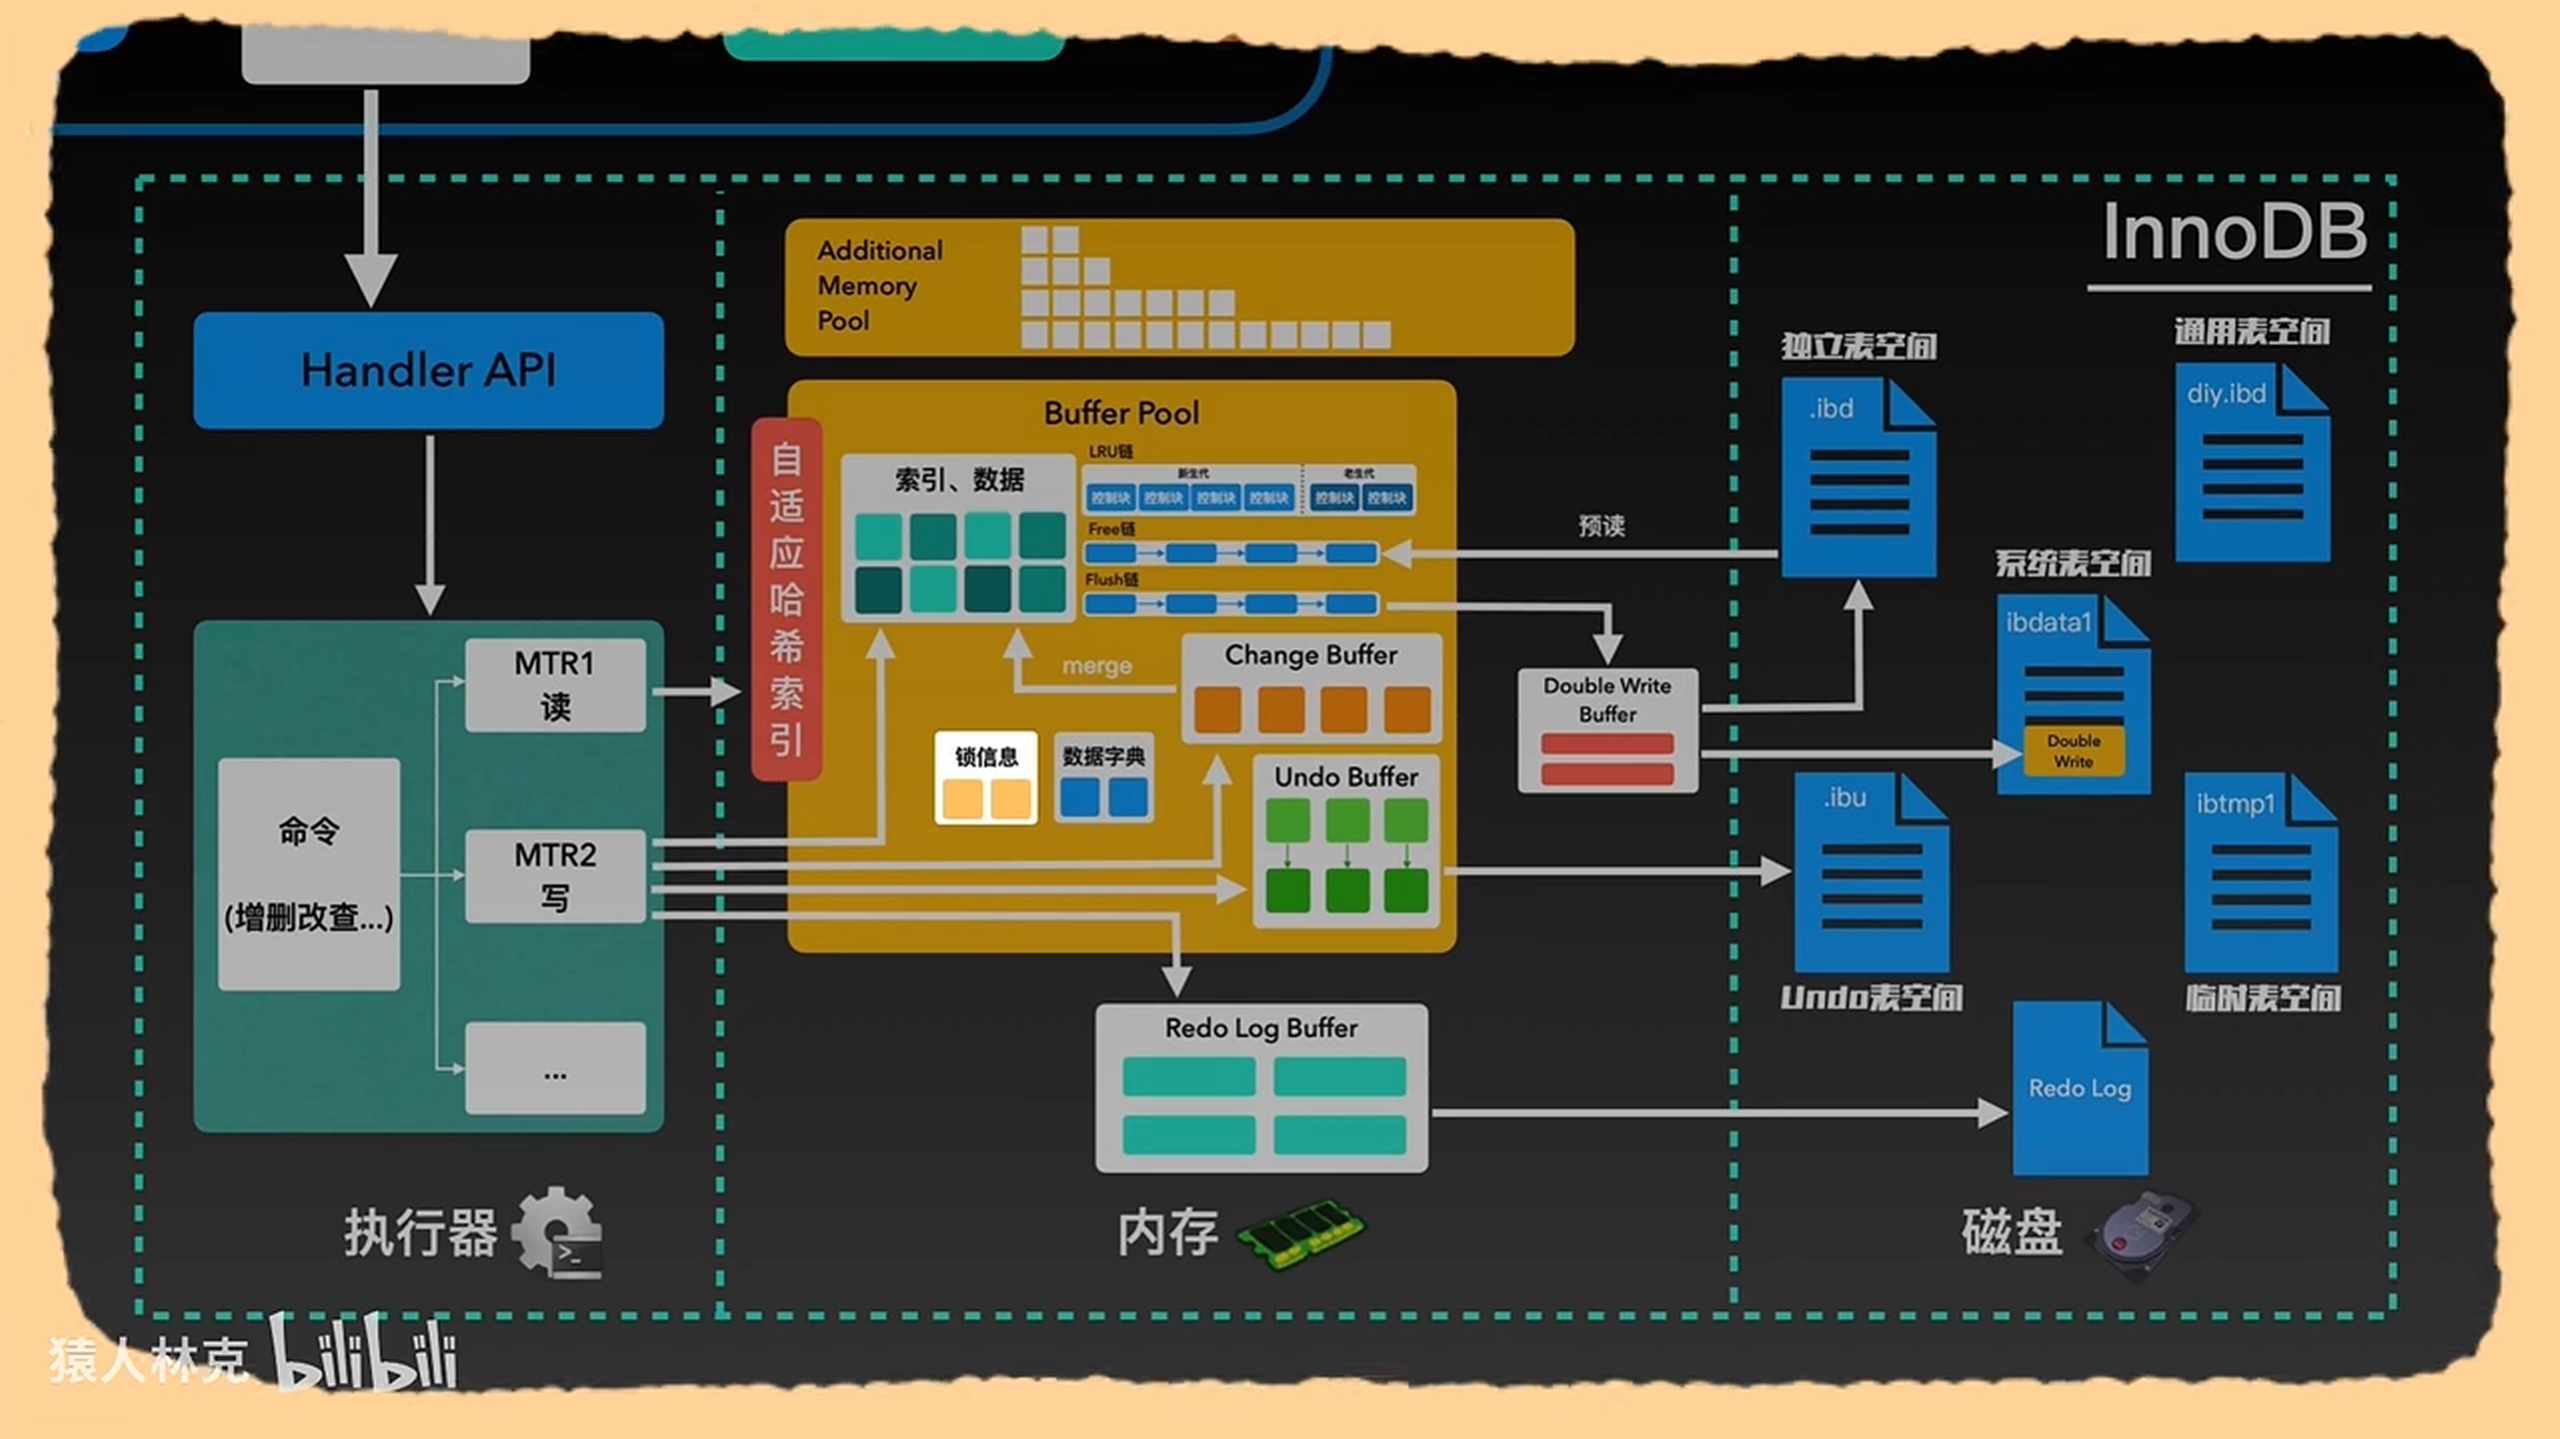 InnoDB
Handler API
命令
(增删改查...)
MTR1
读
MTR2
写
...
执行器
>_
Additional
Memory
Pool
Buffer Pool
自
适
应
哈
希
索
引
索引、数据
LRU链
新生代
老生代
控制块
控制块
控制块
控制块
控制块
控制块
Free链
Flush链
预读
Change Buffer
merge
锁信息
数据字典
Undo Buffer
Double Write
Buffer
Redo Log Buffer
内存
独立表空间
.ibd
通用表空间
diy.ibd
系统表空间
ibdata1
Double
Write
.ibu
Undo表空间
ibtmp1
临时表空间
Redo Log
磁盘
猿人林克 bilibili